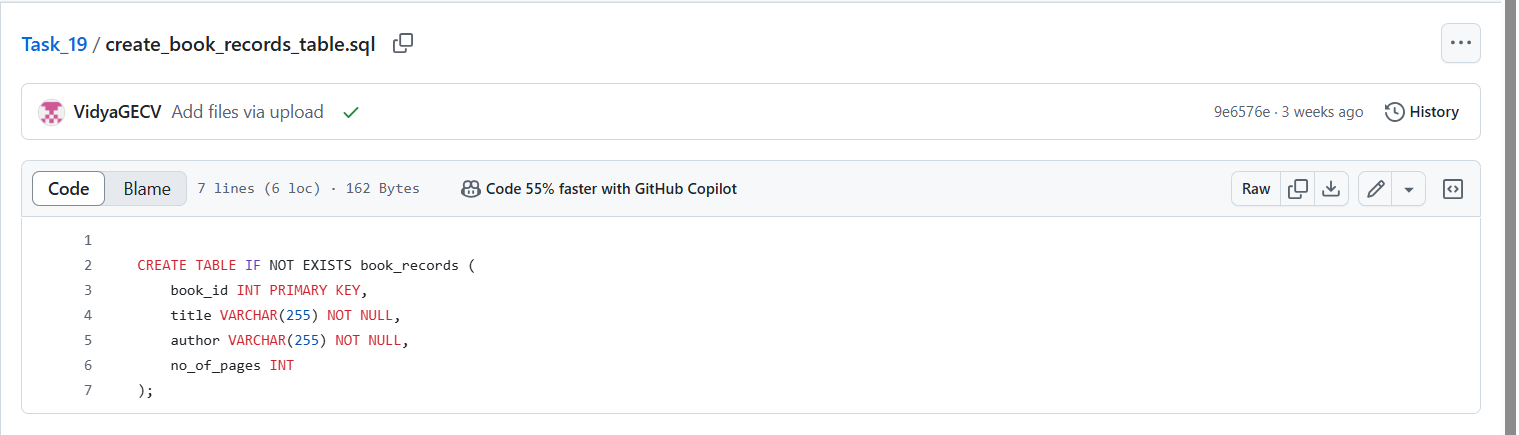 Task_19 / create_book_records_table.sql
VidyaGECV Add files via upload 9e6576e · 3 weeks ago History
Code Blame 7 lines (6 loc) · 162 Bytes Code 55% faster with GitHub Copilot Raw
1
2 CREATE TABLE IF NOT EXISTS book_records (
3 book_id INT PRIMARY KEY,
4 title VARCHAR(255) NOT NULL,
5 author VARCHAR(255) NOT NULL,
6 no_of_pages INT
7 );